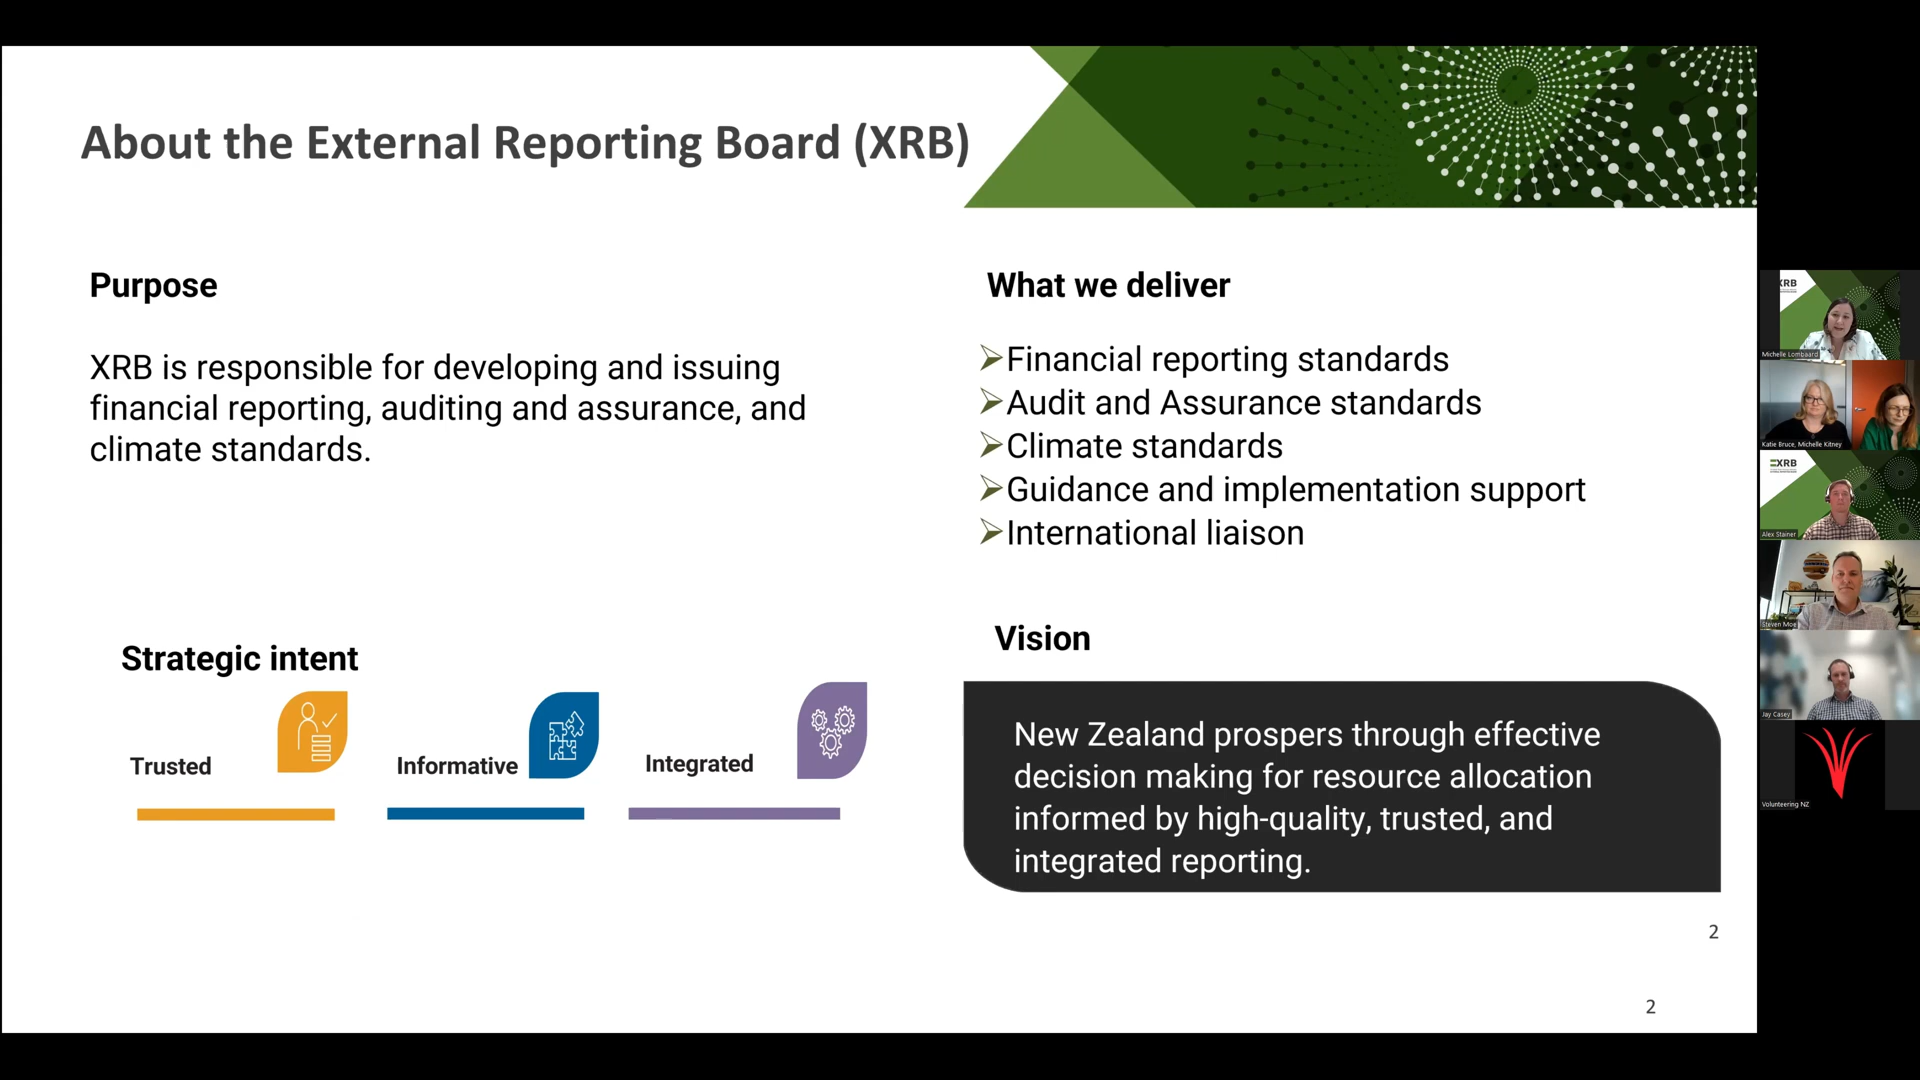 About the External Reporting Board (XRB)
Purpose
XRB is responsible for developing and issuing
financial reporting, auditing and assurance, and
climate standards.
What we deliver
Financial reporting standards
Audit and Assurance standards
Climate standards
Guidance and implementation support
International liaison
Strategic intent
Trusted
Informative
Integrated
Vision
New Zealand prospers through effective
decision making for resource allocation
informed by high-quality, trusted, and
integrated reporting.
2
2
XRB
Michelle Lombaard
Katie Bruce, Michelle Kitney
XRB
Alex Stainer
Steven Moe
Jay Casey
Volunteering NZ